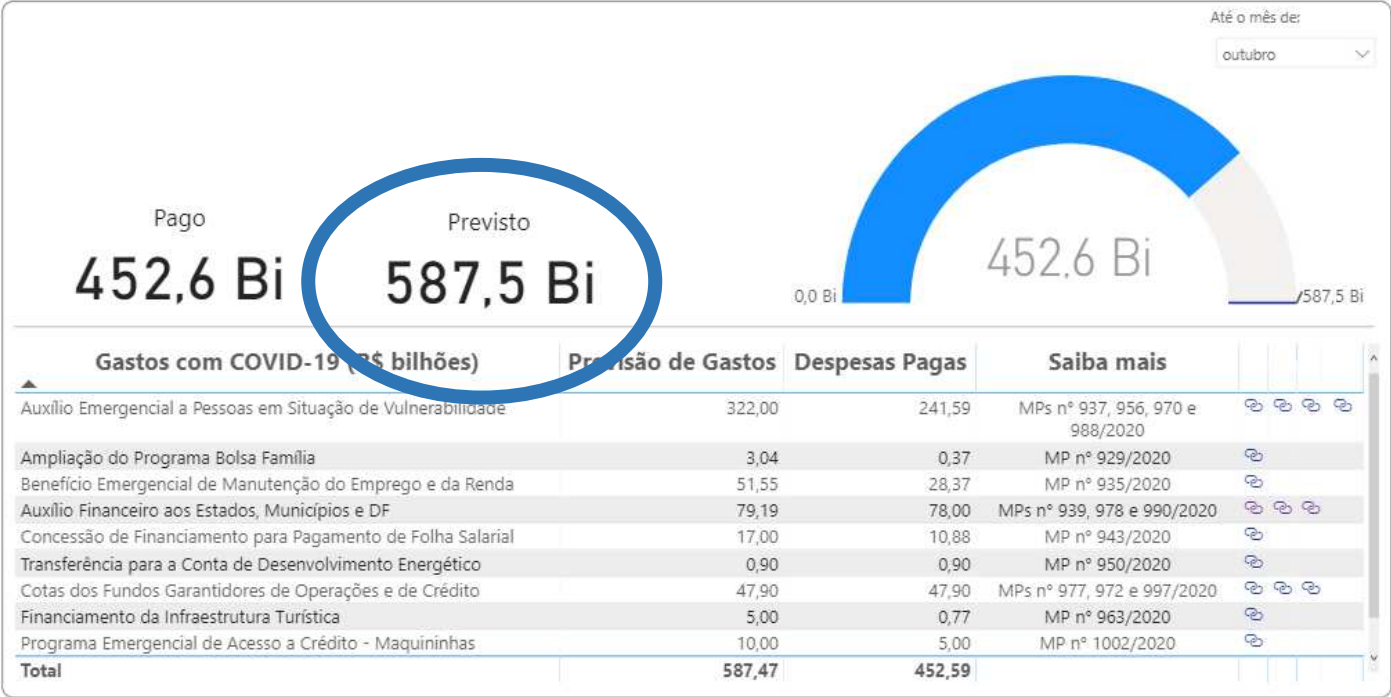 Até o mês de:
outubro
Pago
452,6 Bi
Previsto
587,5 Bi
452,6 Bi
0,0 Bi
587,5 Bi
Gastos com COVID-19 (R$ bilhões) Previsão de Gastos Despesas Pagas Saiba mais
Auxílio Emergencial a Pessoas em Situação de Vulnerabilidade 322,00 241,59 MPs nº 937, 956, 970 e
988/2020
Ampliação do Programa Bolsa Família 3,04 0,37 MP nº 929/2020
Benefício Emergencial de Manutenção do Emprego e da Renda 51,55 28,37 MP nº 935/2020
Auxílio Financeiro aos Estados, Municípios e DF 79,19 78,00 MPs nº 939, 978 e 990/2020
Concessão de Financiamento para Pagamento de Folha Salarial 17,00 10,88 MP nº 943/2020
Transferência para a Conta de Desenvolvimento Energético 0,90 0,90 MP nº 950/2020
Cotas dos Fundos Garantidores de Operações e de Crédito 47,90 47,90 MPs nº 977, 972 e 997/2020
Financiamento da Infraestrutura Turística 5,00 0,77 MP nº 963/2020
Programa Emergencial de Acesso a Crédito - Maquininhas 10,00 5,00 MP nº 1002/2020
Total 587,47 452,59